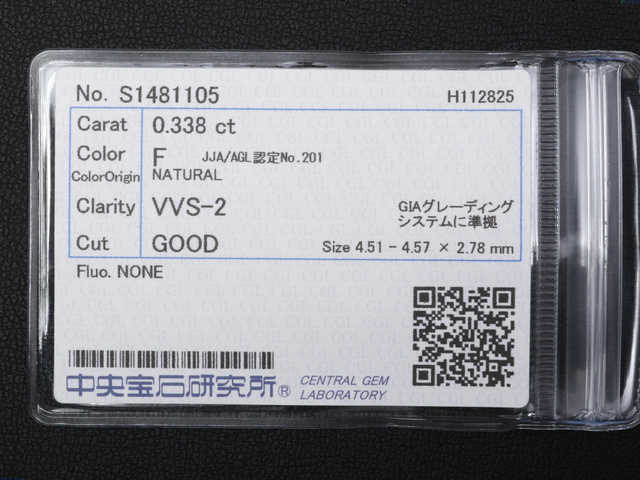 No. S1481105 H112825
Carat 0.338 ct
Color F JJA/AGL認定No.201
ColorOrigin NATURAL
Clarity VVS-2 GIAグレーディング
システムに準拠
Cut GOOD Size 4.51 - 4.57 × 2.78 mm
Fluo. NONE
中央宝石研究所® CENTRAL GEM
LABORATORY